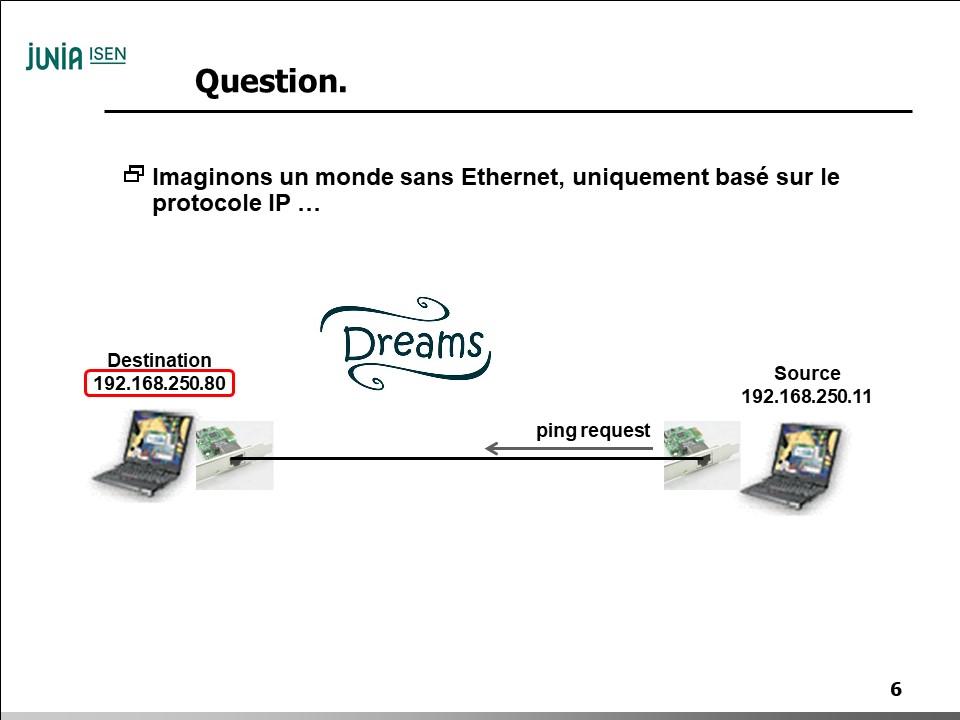 JUNIA ISEN
Question.
Imaginons un monde sans Ethernet, uniquement basé sur le
protocole IP …
Dreams
Destination
192.168.250.80
Source
192.168.250.11
ping request
6